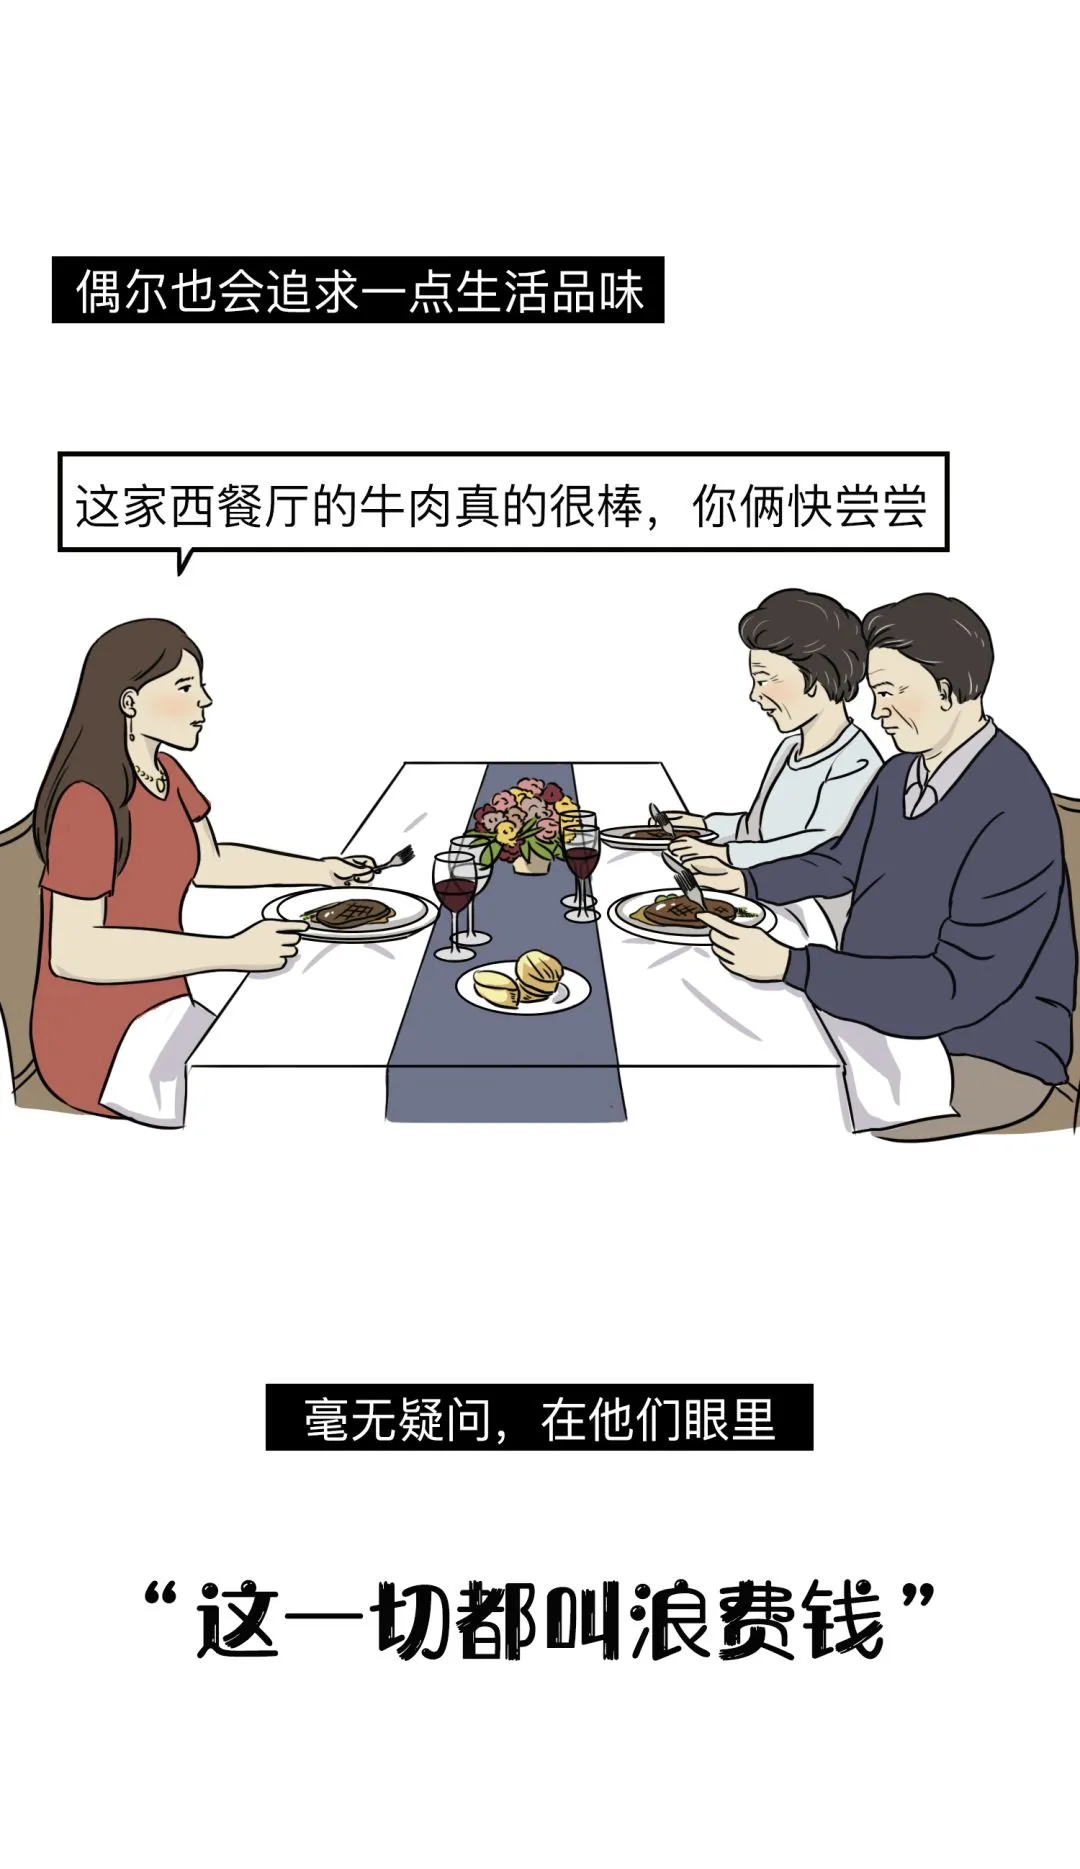 偶尔也会追求一点生活品味
这家西餐厅的牛肉真的很棒，你俩快尝尝
毫无疑问，在他们眼里
“这一切都叫浪费钱”